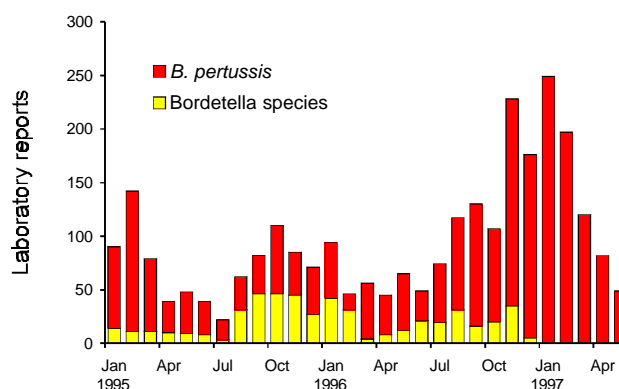 300
250
200
150
100
50
0
Laboratory reports
B. pertussis
Bordetella species
Jan Apr Jul Oct Jan Apr Jul Oct Jan Apr
1995 1996 1997